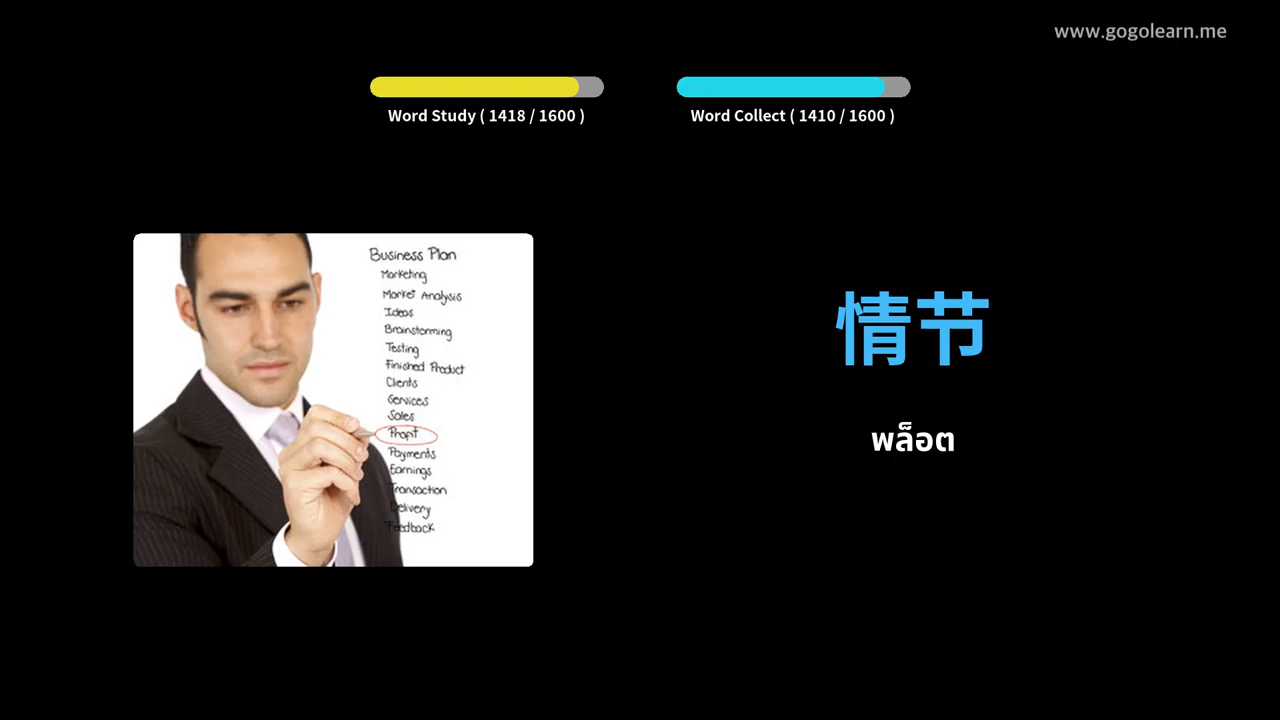 www.gogolearn.me
Word Study ( 1418 / 1600 )
Word Collect ( 1410 / 1600 )
Business Plan
Marketing
Market Analysis
Ideas
Brainstorming
Testing
Finished Product
Clients
Services
Sales
Profit
Payments
Earnings
Transaction
Delivery
Feedback
情节
พล็อต